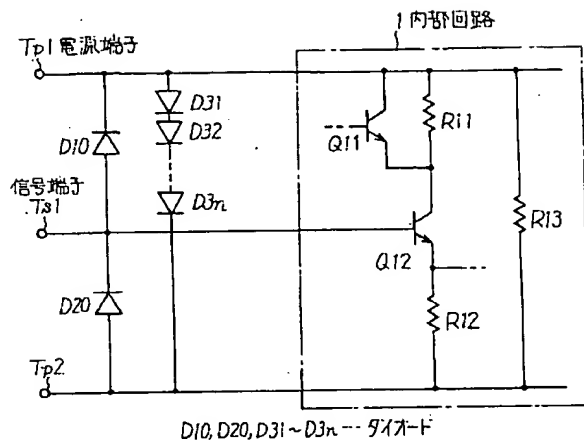 1 内部回路
Tp1 電源端子
D31
D32
D10
Q11
R11
信号端子
Ts1
D3n
R13
Q12
D20
R12
Tp2
D10,D20,D31～D3n…ダイオード